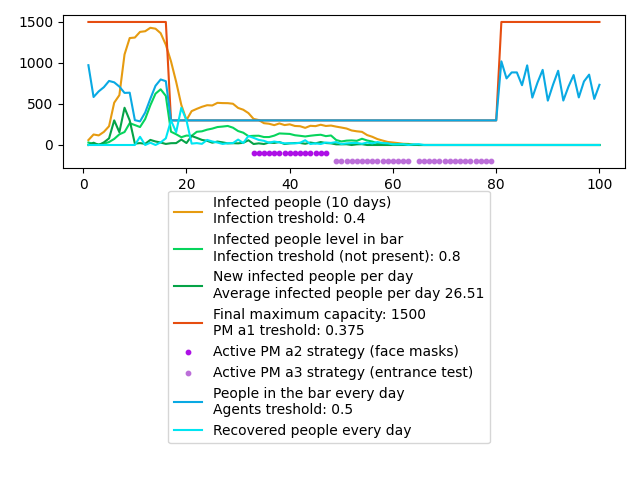 1500
1000
500
0
0
20
40
60
80
100
Infected people (10 days)
Infection treshold: 0.4
Infected people level in bar
Infection treshold (not present): 0.8
New infected people per day
Average infected people per day 26.51
Final maximum capacity: 1500
PM a1 treshold: 0.375
Active PM a2 strategy (face masks)
Active PM a3 strategy (entrance test)
People in the bar every day
Agents treshold: 0.5
Recovered people every day